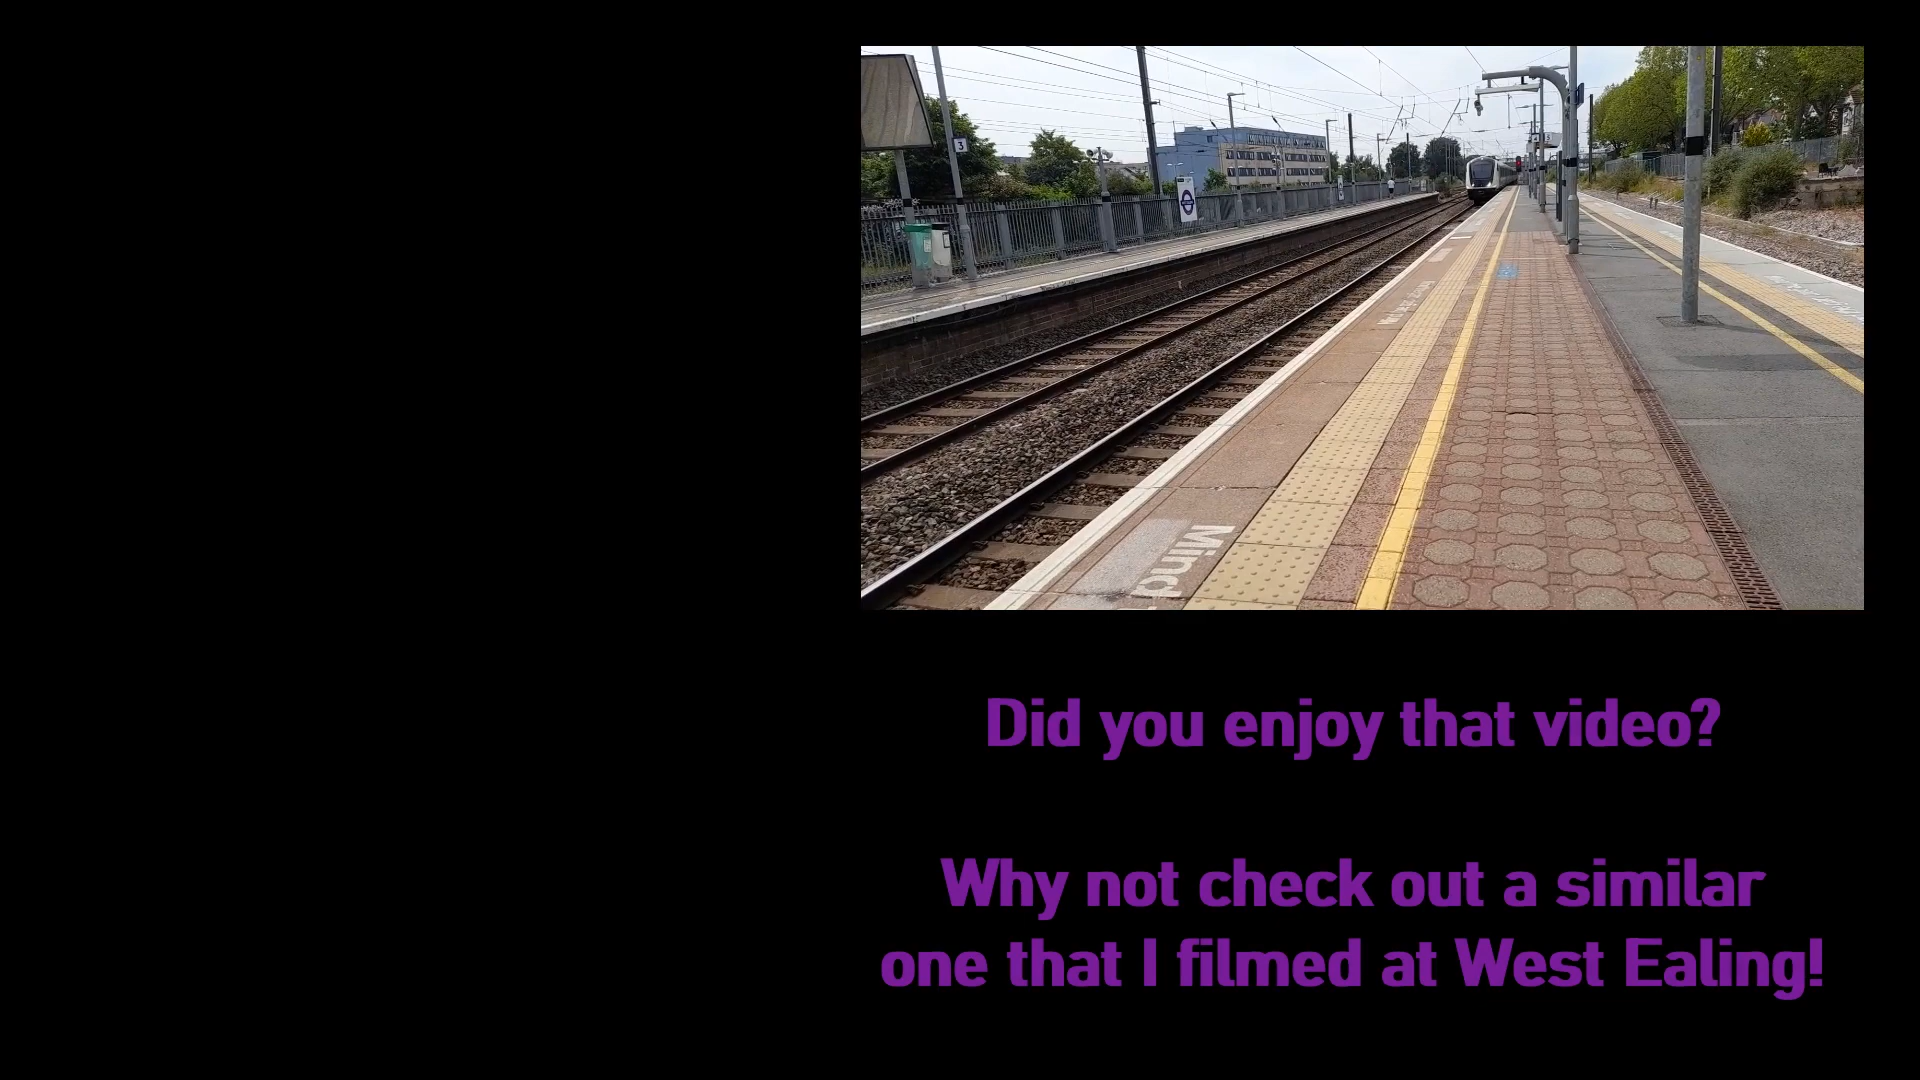 3
Mind
Did you enjoy that video?
Why not check out a similar
one that I filmed at West Ealing!